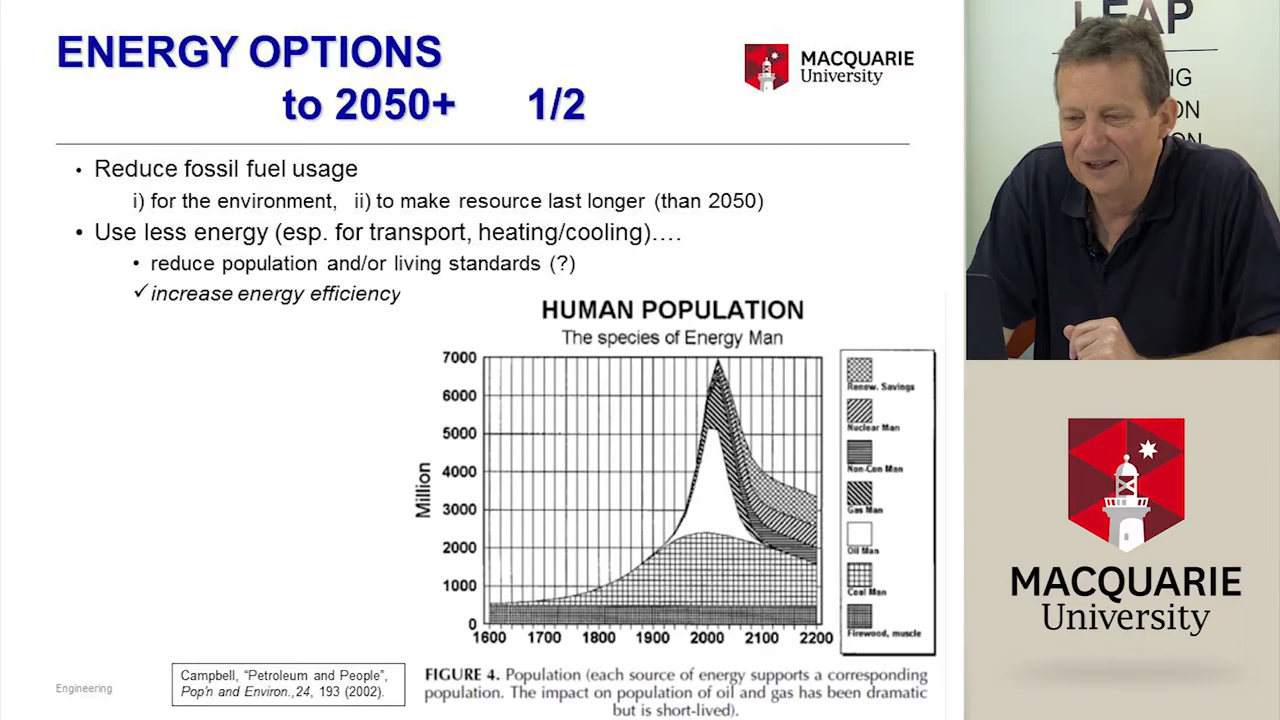 ENERGY OPTIONS
to 2050+ 1/2
MACQUARIE
University
• Reduce fossil fuel usage
i) for the environment, ii) to make resource last longer (than 2050)
• Use less energy (esp. for transport, heating/cooling)….
• reduce population and/or living standards (?)
✓increase energy efficiency
HUMAN POPULATION
The species of Energy Man
Million
7000
6000
5000
4000
3000
2000
1000
0
1600 1700 1800 1900 2000 2100 2200
Renew. Savings
Nuclear Man
Non-Con Man
Gas Man
Oil Man
Coal Man
Firewood, muscle
FIGURE 4. Population (each source of energy supports a corresponding
population. The impact on population of oil and gas has been dramatic
but is short-lived).
Campbell, “Petroleum and People”,
Pop’n and Environ.,24, 193 (2002).
Engineering
LEAP
MACQUARIE
University